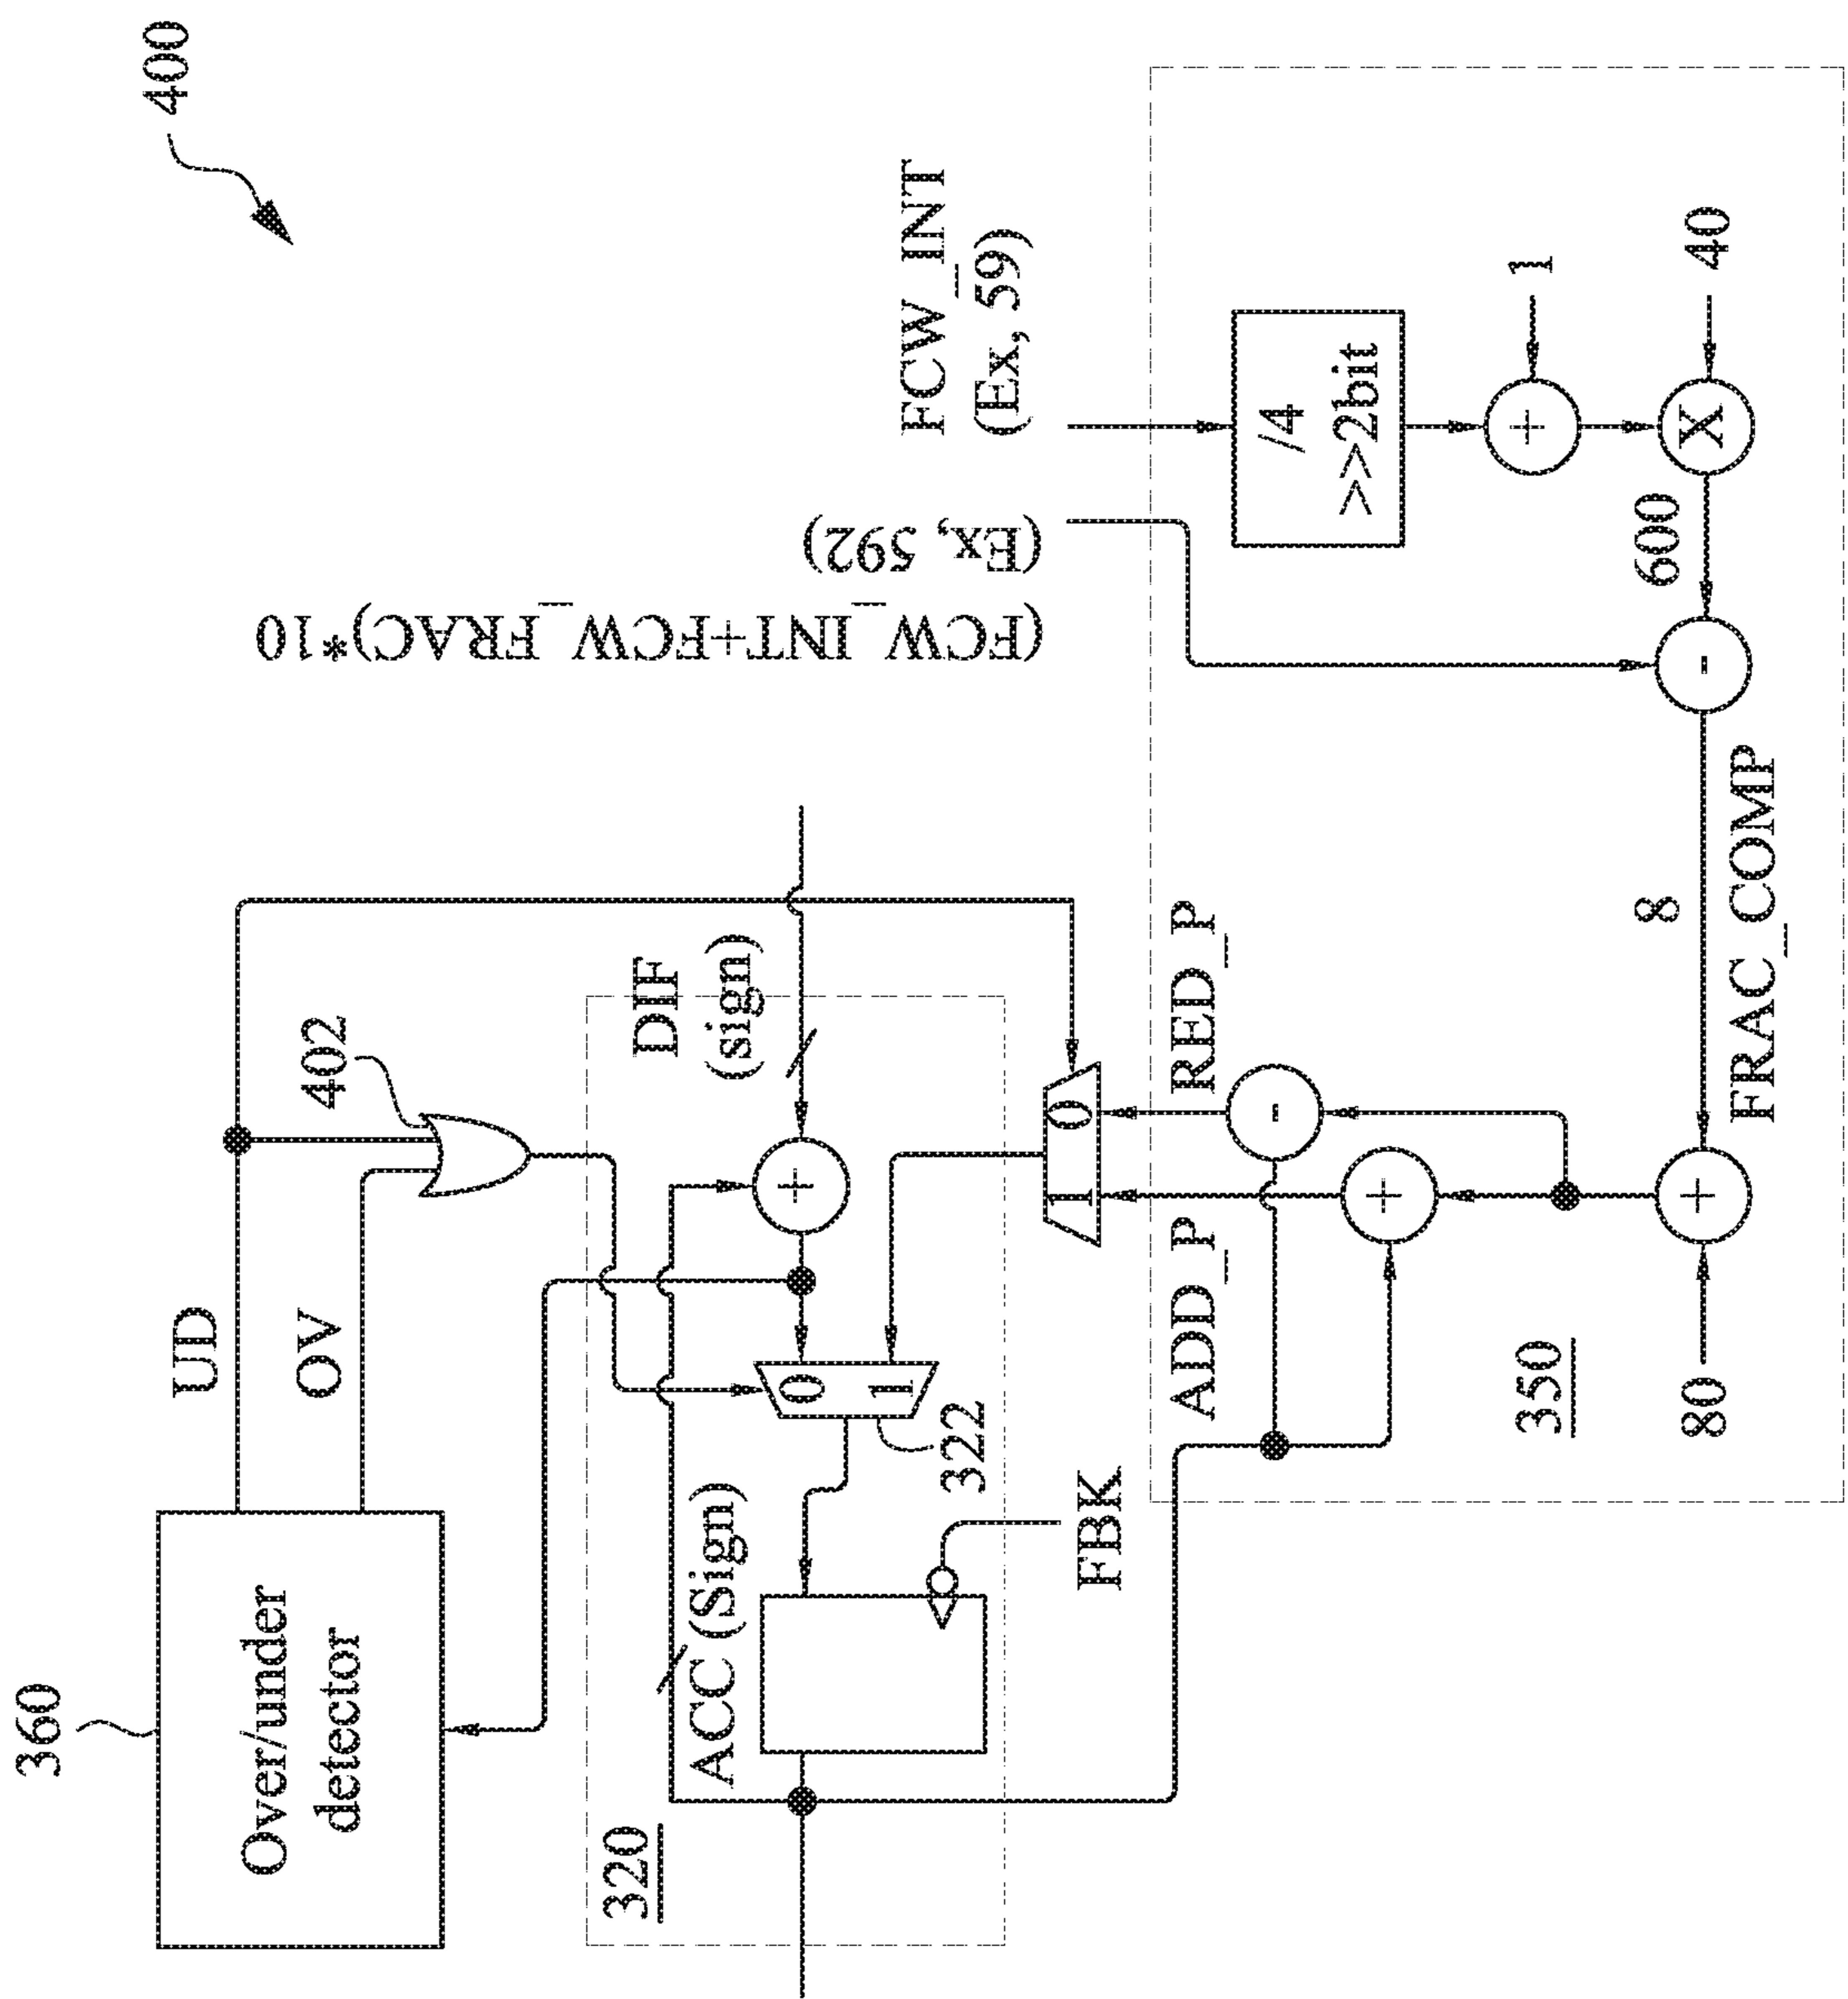 400
360
Over/under
detector
UD
OV
402
320
ACC (Sign)
DIF
(sign)
+
0
1
322
FBK
1
0
ADD_P
RED_P
-
+
350
80
+
8
FRAC_COMP
(FCW_INT+FCW_FRAC)*10
(Ex, 592)
FCW_INT
(Ex, 59)
/4
>>2bit
+
1
X
40
600
-